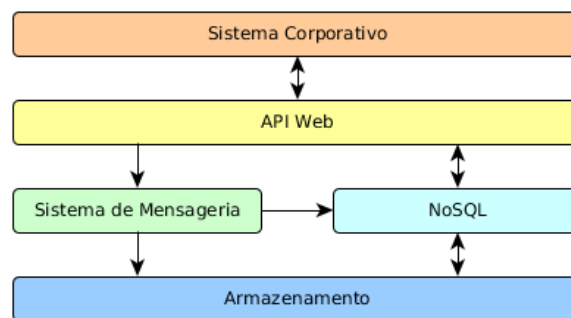 Sistema Corporativo
API Web
Sistema de Mensageria
NoSQL
Armazenamento